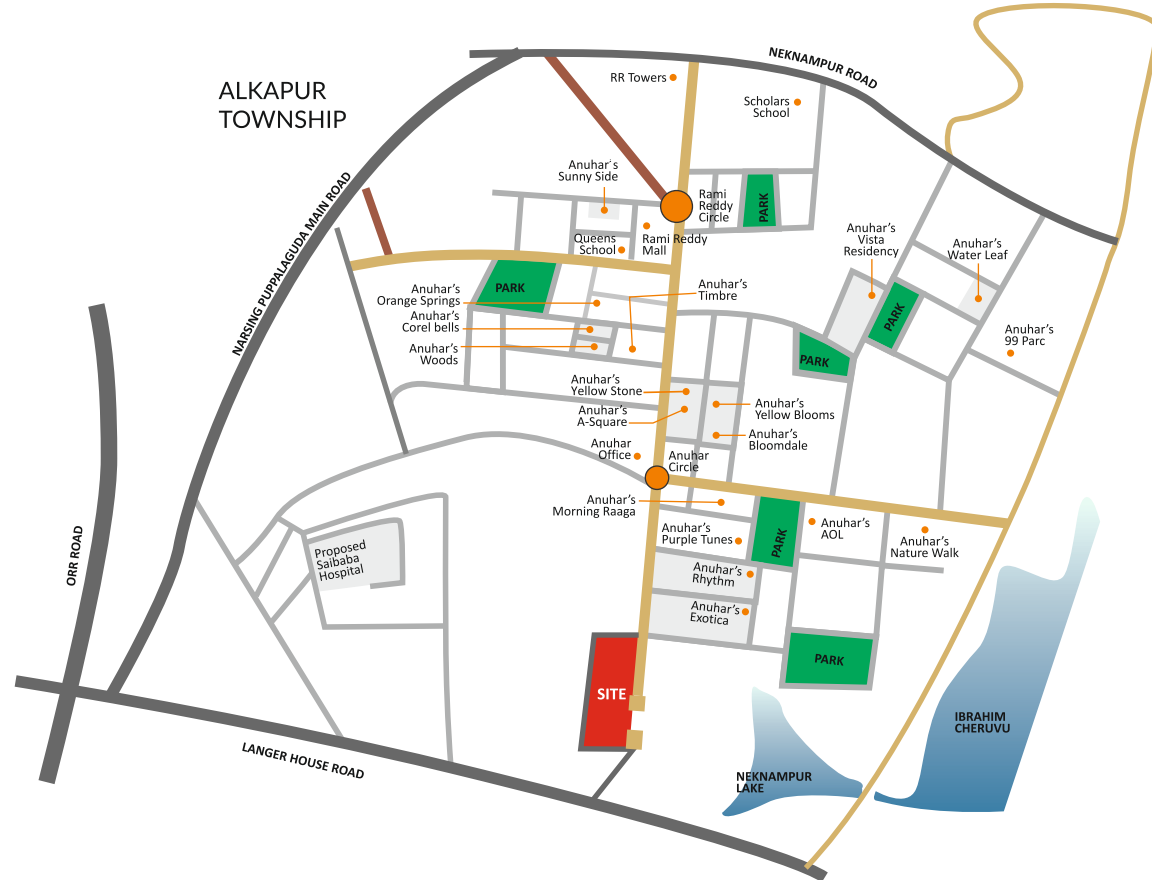 ALKAPUR
TOWNSHIP
NEKNAMPUR ROAD
RR Towers
Scholars
School
Anuhar's
Sunny Side
Rami
Reddy
Circle
PARK
NARSING PUPPALAGUDA MAIN ROAD
Queens
School
Rami Reddy
Mall
Anuhar's
Vista
Residency
Anuhar's
Water Leaf
PARK
Anuhar's
Orange Springs
Anuhar's
Timbre
PARK
Anuhar's
Corel bells
Anuhar's
Woods
Anuhar's
99 Parc
PARK
Anuhar's
Yellow Stone
Anuhar's
A-Square
Anuhar's
Yellow Blooms
Anuhar's
Bloomdale
Anuhar
Office
Anuhar
Circle
Anuhar's
Morning Raaga
Anuhar's
Purple Tunes
PARK
Anuhar's
AOL
Anuhar's
Nature Walk
Proposed
Saibaba
Hospital
ORR ROAD
Anuhar's
Rhythm
Anuhar's
Exotica
PARK
SITE
IBRAHIM
CHERUVU
LANGER HOUSE ROAD
NEKNAMPUR
LAKE